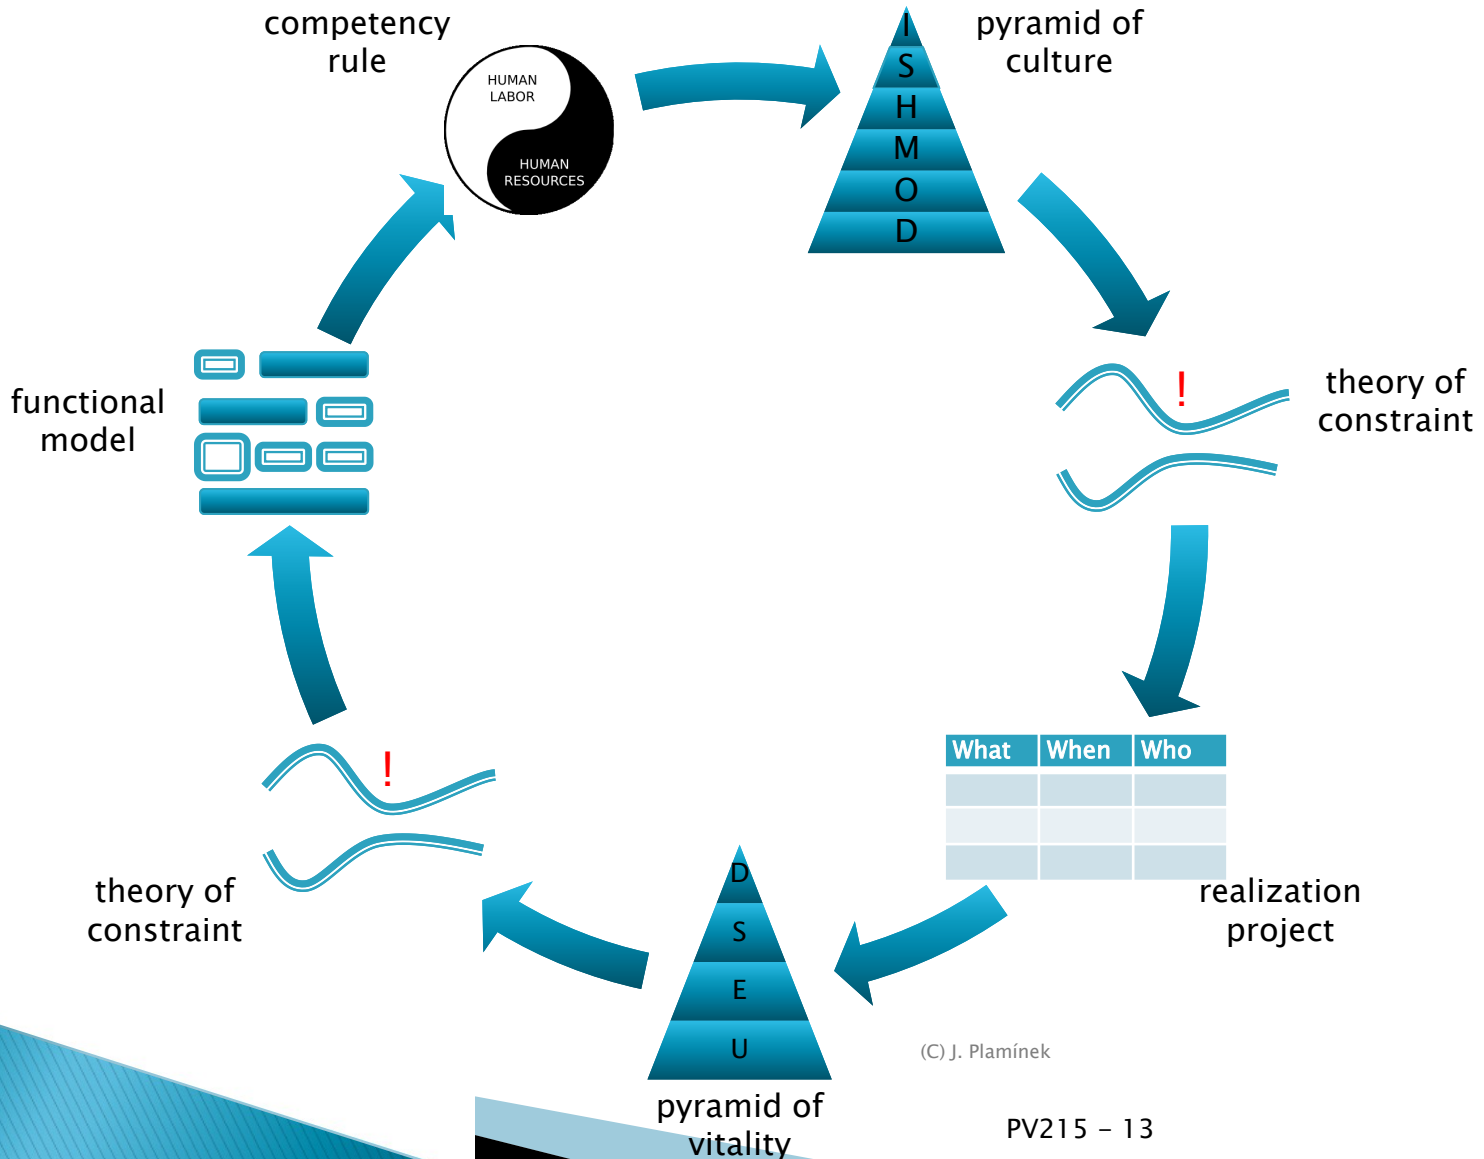 competency
rule
HUMAN
LABOR
HUMAN
RESOURCES
I
S
H
M
O
D
pyramid of
culture
functional
model
!
theory of
constraint
What When Who
realization
project
!
theory of
constraint
D
S
E
U
pyramid of
vitality
(C) J. Plamínek
PV215 – 13